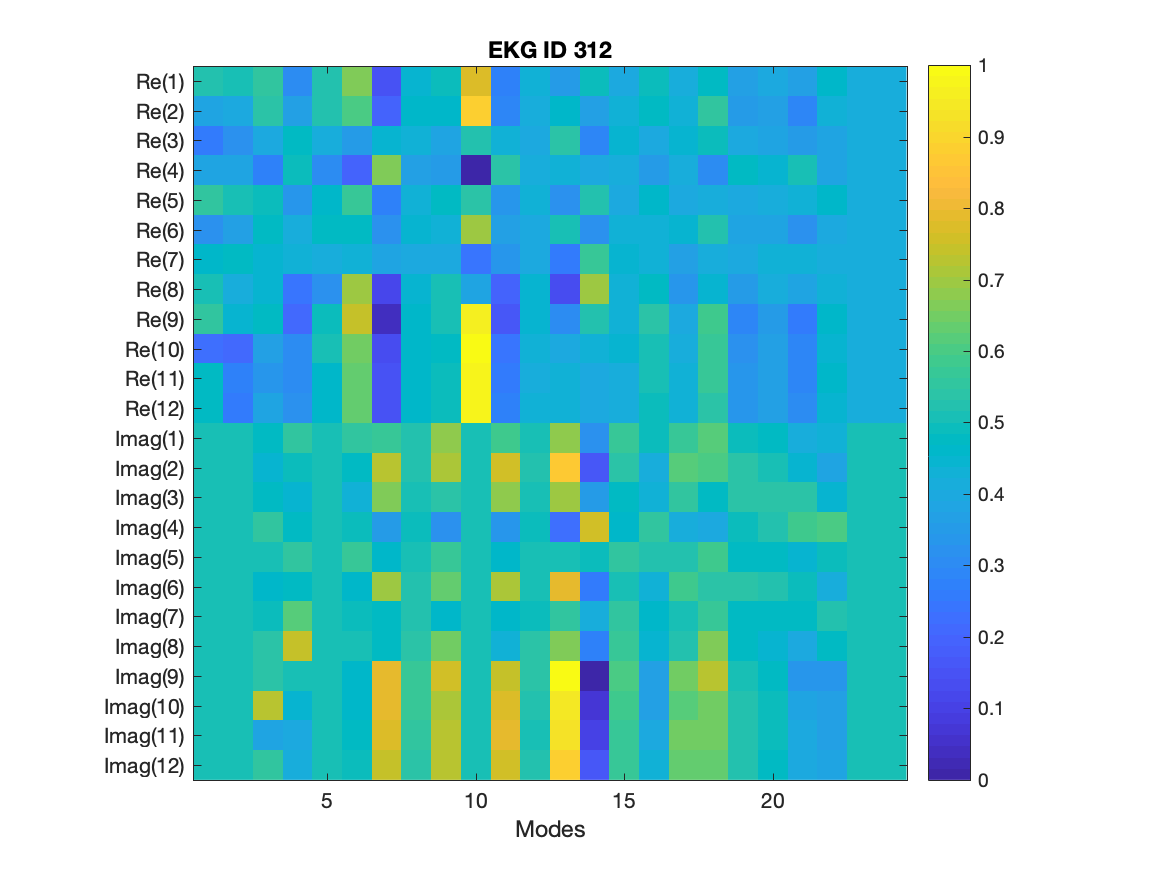 EKG ID 312
Re(1)
Re(2)
Re(3)
Re(4)
Re(5)
Re(6)
Re(7)
Re(8)
Re(9)
Re(10)
Re(11)
Re(12)
Imag(1)
Imag(2)
Imag(3)
Imag(4)
Imag(5)
Imag(6)
Imag(7)
Imag(8)
Imag(9)
Imag(10)
Imag(11)
Imag(12)
5 10 15 20
Modes
1
0.9
0.8
0.7
0.6
0.5
0.4
0.3
0.2
0.1
0